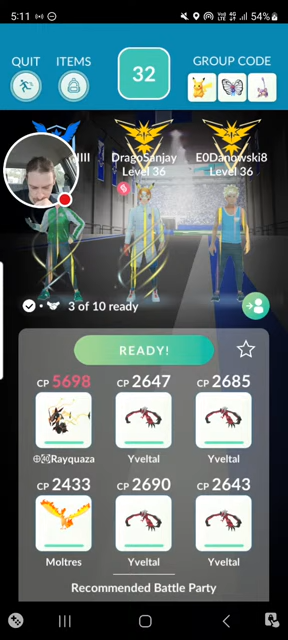 5:11
54%
QUIT
ITEMS
32
GROUP CODE
DragoSanjay
Level 36
E0Danowski8
Level 36
3 of 10 ready
READY!
CP 5698
CP 2647
CP 2685
Rayquaza
Yveltal
Yveltal
CP 2433
CP 2690
CP 2643
Moltres
Yveltal
Yveltal
Recommended Battle Party